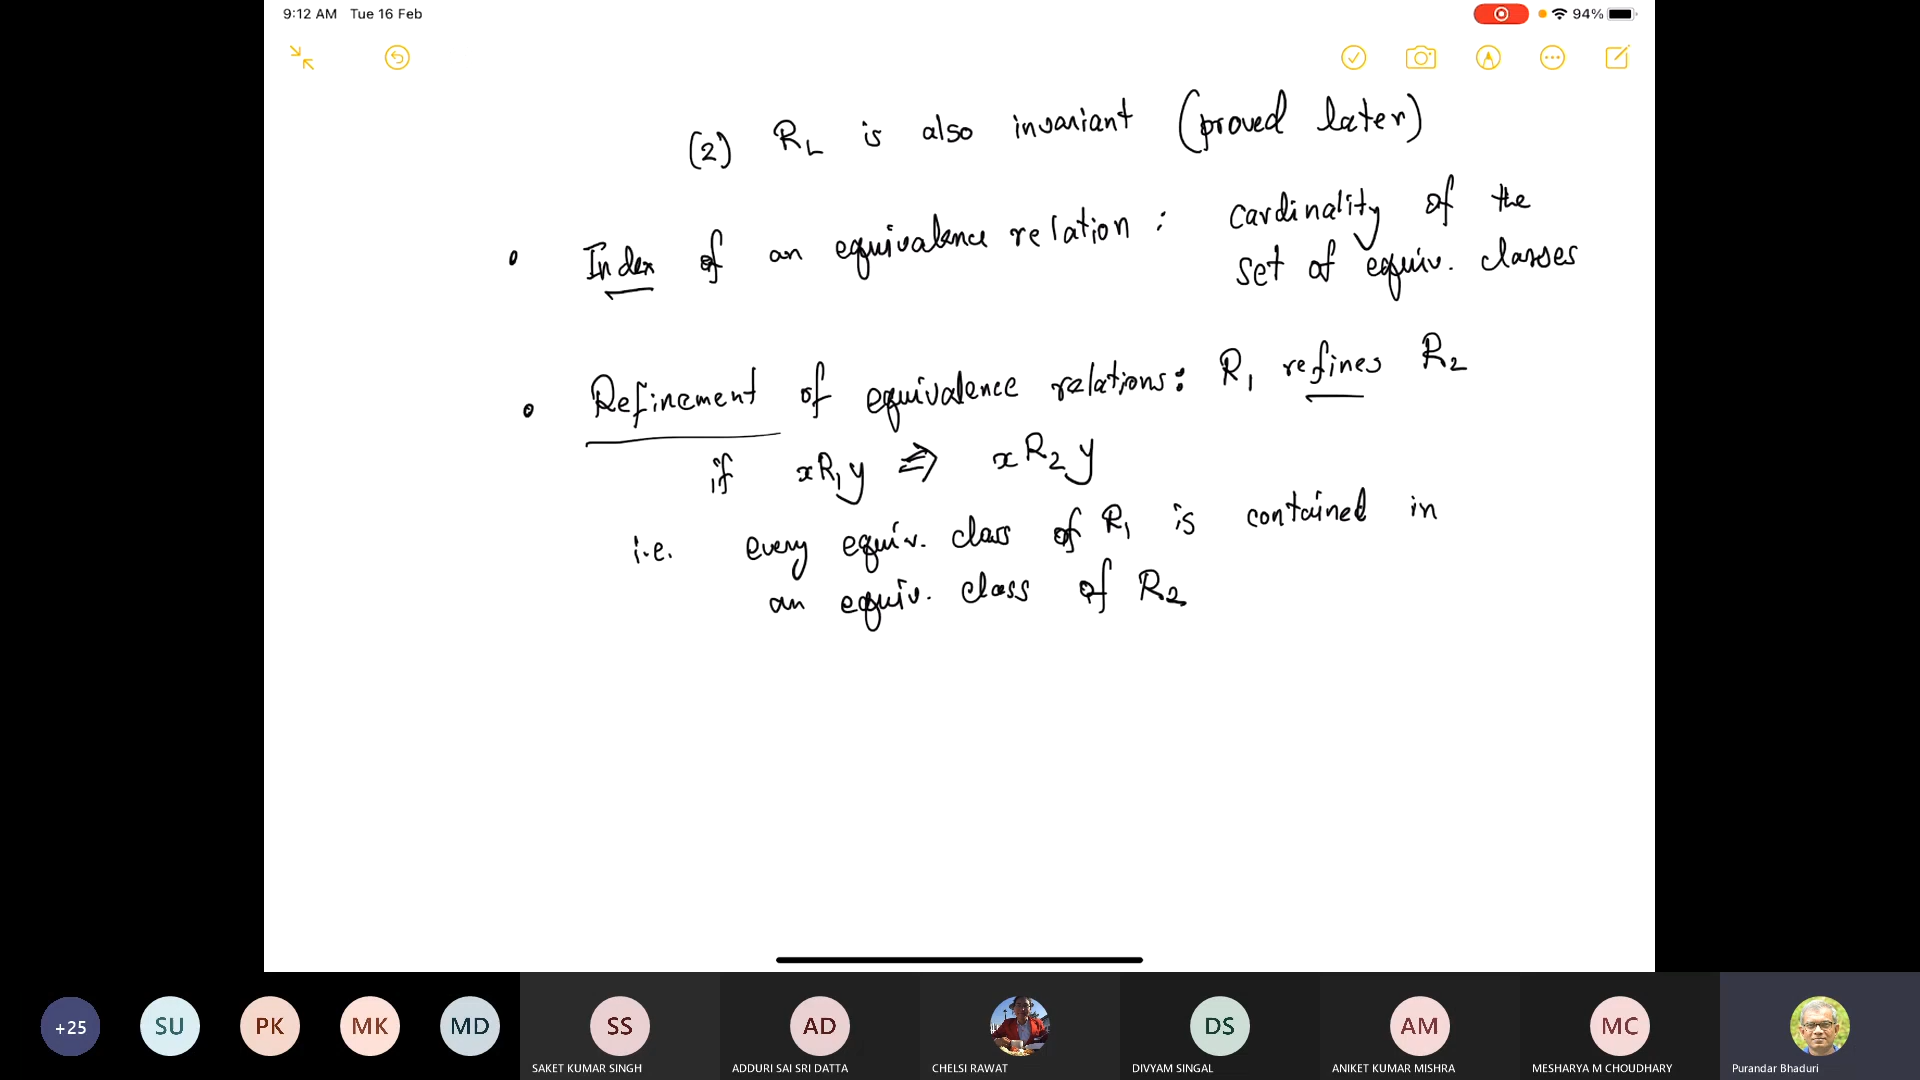 9:12 AM Tue 16 Feb
94%
(2) R_L is also invariant (proved later)
• Index of an equivalence relation : cardinality of the
set of equiv. classes
• Refinement of equivalence relations: R₁ refines R₂
if xR₁y ⇒ xR₂y
i.e. every equiv. class of R₁ is contained in
an equiv. class of R₂
+25 SU PK MK MD SS AD DS AM MC
SAKET KUMAR SINGH ADDURI SAI SRI DATTA CHELSI RAWAT DIVYAM SINGAL ANIKET KUMAR MISHRA MESHARYA M CHOUDHARY Purandar Bhaduri